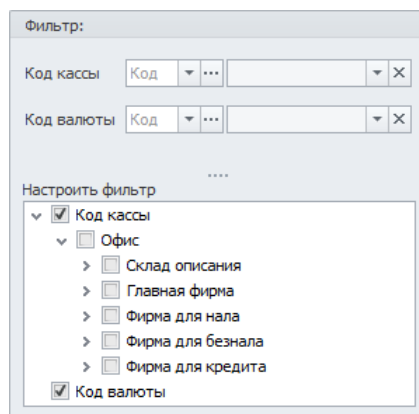 Фильтр:
Код кассы Код
Код валюты Код
Настроить фильтр
Код кассы
Офис
Склад описания
Главная фирма
Фирма для нала
Фирма для безнала
Фирма для кредита
Код валюты